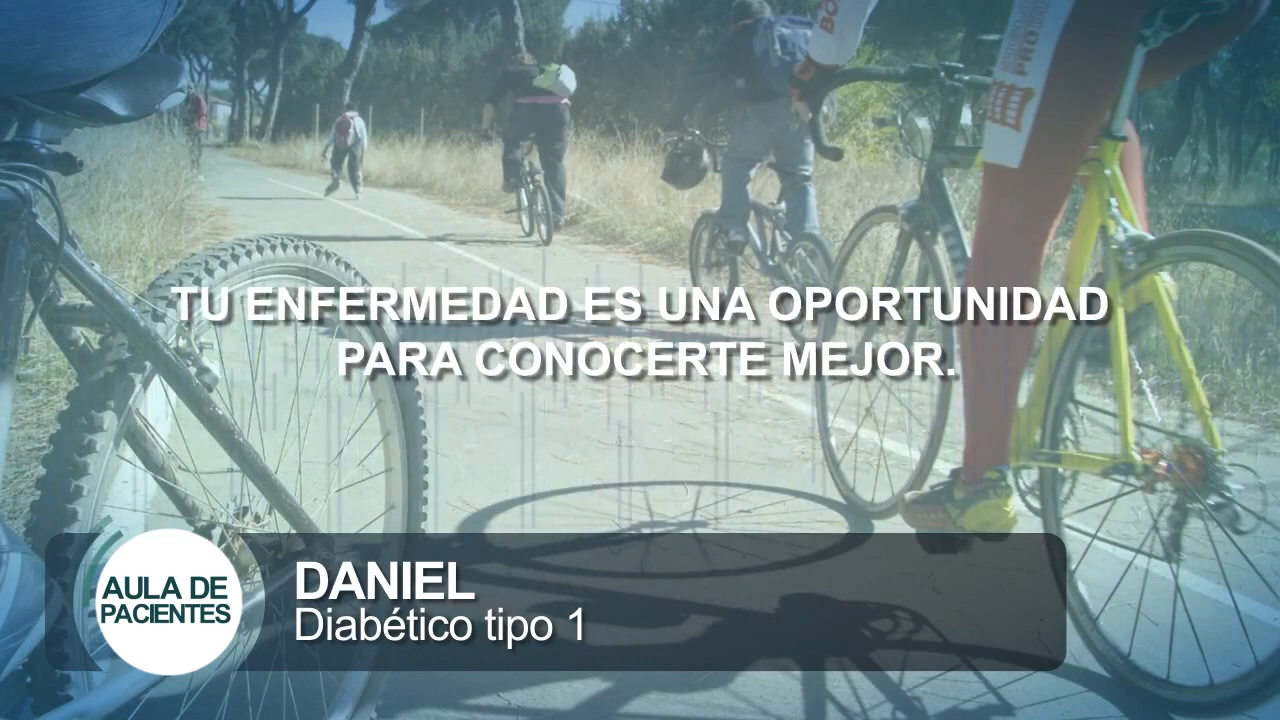 TU ENFERMEDAD ES UNA OPORTUNIDAD
PARA CONOCERTE MEJOR.
AULA DE
PACIENTES
DANIEL
Diabético tipo 1